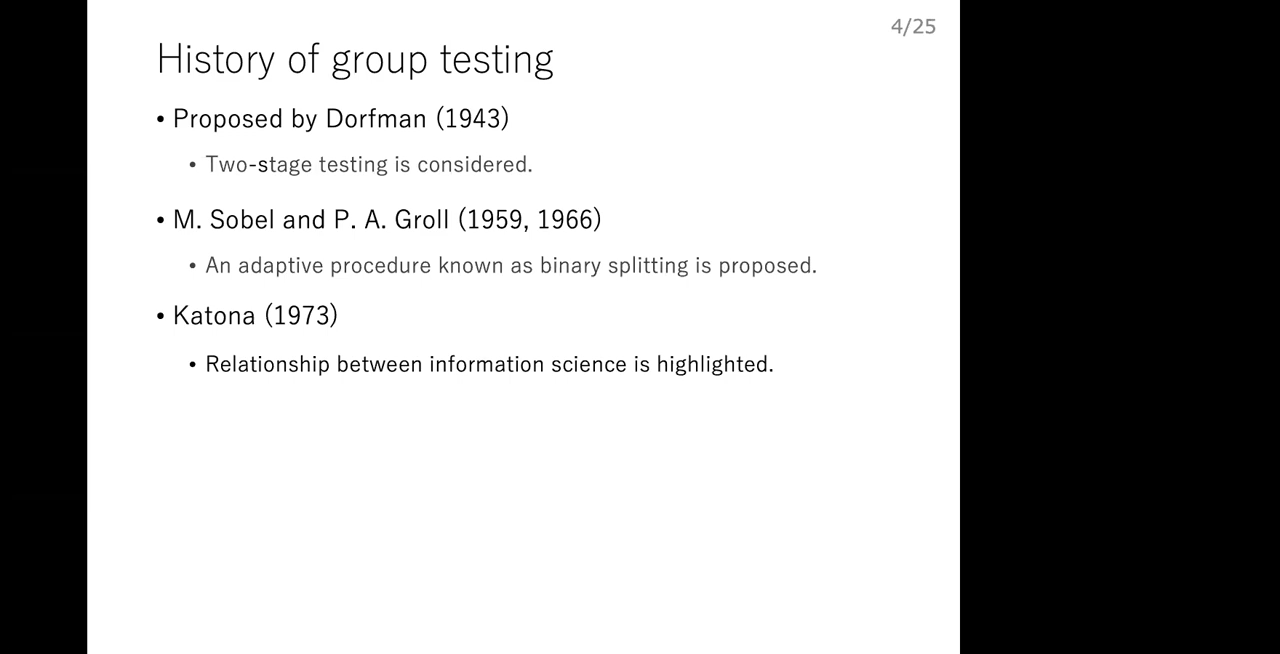 4/25
History of group testing
• Proposed by Dorfman (1943)
• Two-stage testing is considered.
• M. Sobel and P. A. Groll (1959, 1966)
• An adaptive procedure known as binary splitting is proposed.
• Katona (1973)
• Relationship between information science is highlighted.